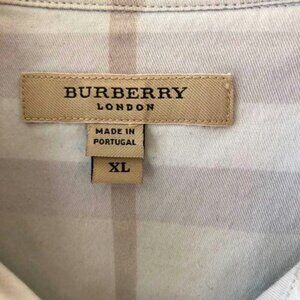 BURBERRY
LONDON
MADE IN
PORTUGAL
XL